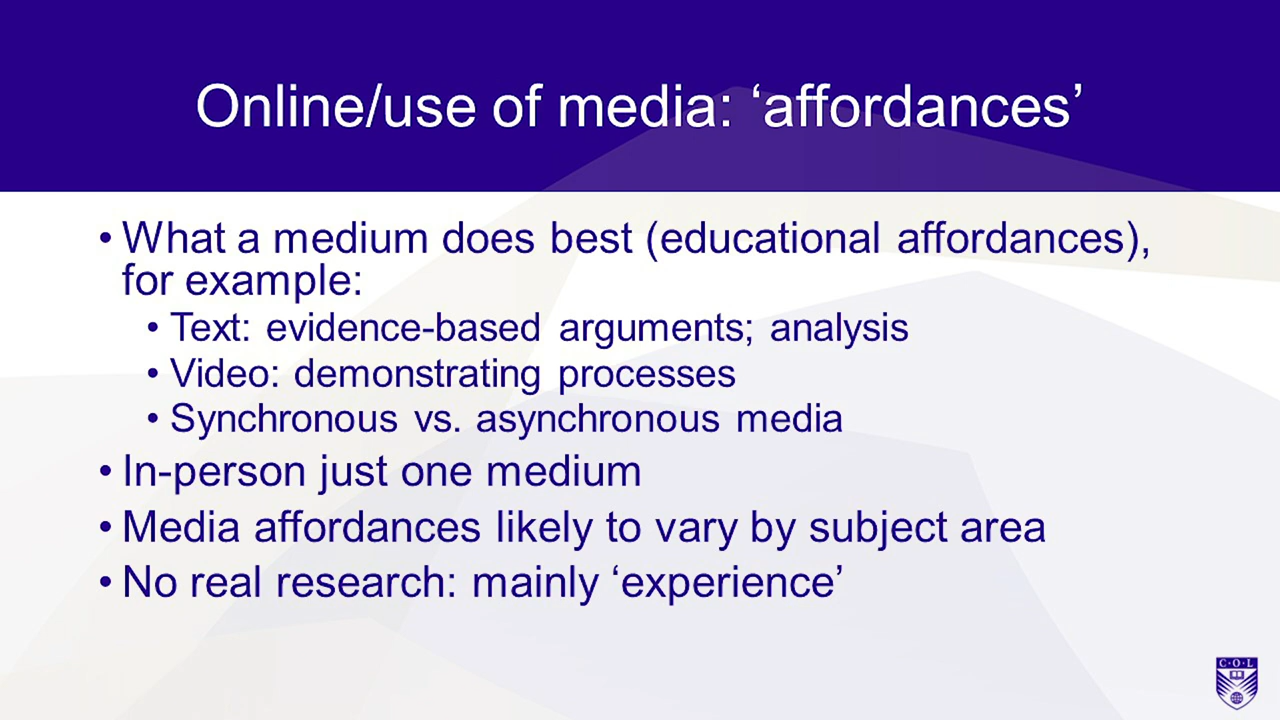 Online/use of media: ‘affordances’
• What a medium does best (educational affordances),
for example:
• Text: evidence-based arguments; analysis
• Video: demonstrating processes
• Synchronous vs. asynchronous media
• In-person just one medium
• Media affordances likely to vary by subject area
• No real research: mainly ‘experience’
C·O·L